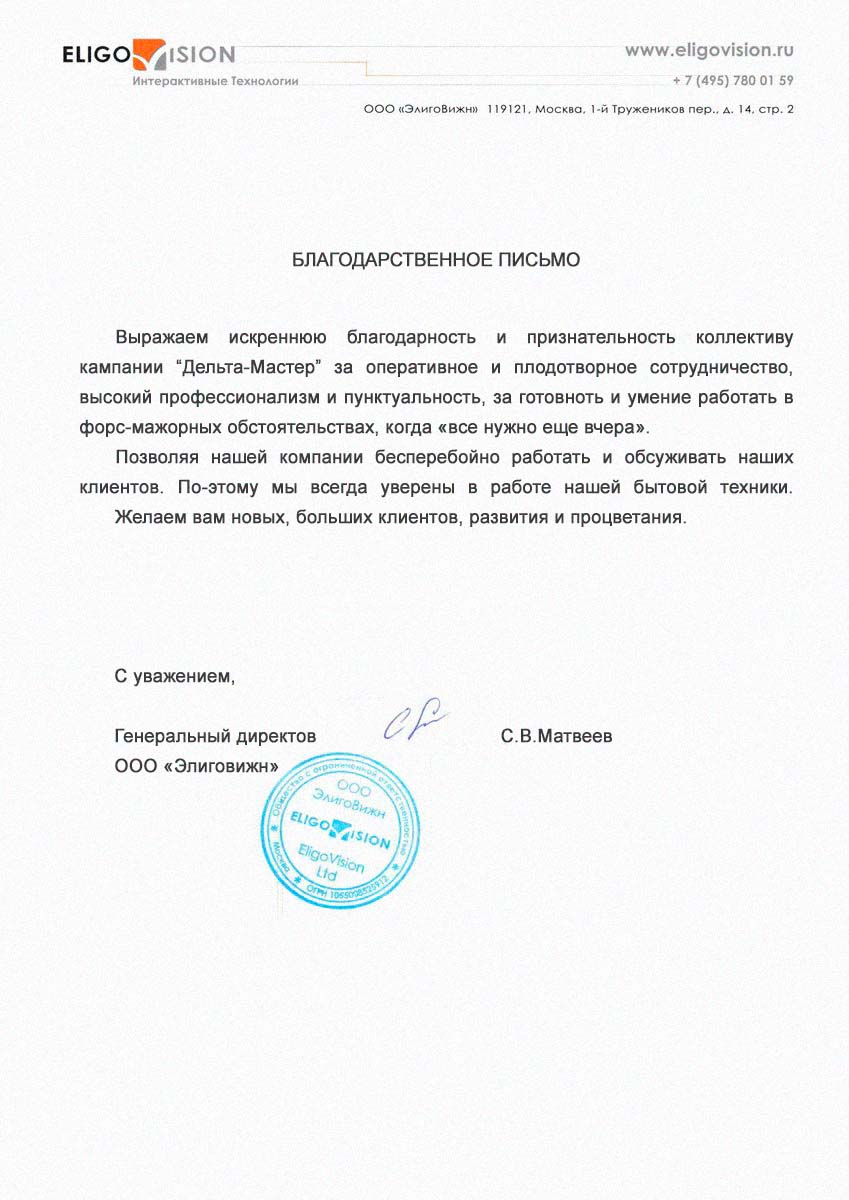 ELIGO VISION
Интерактивные Технологии
www.eligovision.ru
+ 7 (495) 780 01 59
ООО «ЭлигоВижн» 119121, Москва, 1-й Тружеников пер., д. 14, стр. 2
БЛАГОДАРСТВЕННОЕ ПИСЬМО
Выражаем искреннюю благодарность и признательность коллективу
кампании “Дельта-Мастер” за оперативное и плодотворное сотрудничество,
высокий профессионализм и пунктуальность, за готовноть и умение работать в
форс-мажорных обстоятельствах, когда «все нужно еще вчера».
Позволяя нашей компании бесперебойно работать и обсуживать наших
клиентов. По-этому мы всегда уверены в работе нашей бытовой техники.
Желаем вам новых, больших клиентов, развития и процветания.
С уважением,
Генеральный директов
С.В.Матвеев
ООО «Элиговижн»
Общество с ограниченной ответственностью
ООО
ЭлигоВижн
ELIGO VISION
EligoVision
Ltd
Москва
ОГРН